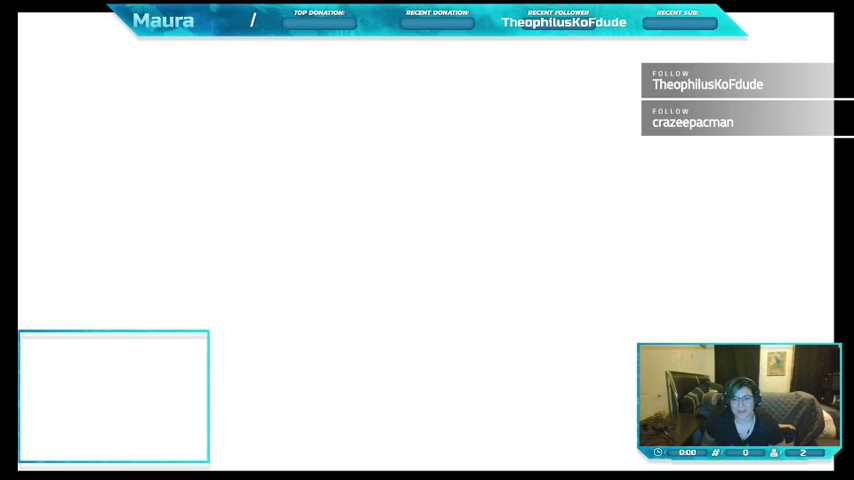 Maura
/
TOP DONATION:
RECENT DONATION:
RECENT FOLLOWER
TheophilusKoFdude
RECENT SUB:
FOLLOW
TheophilusKoFdude
FOLLOW
crazeepacman
/ 0:00 # / 0 / 2